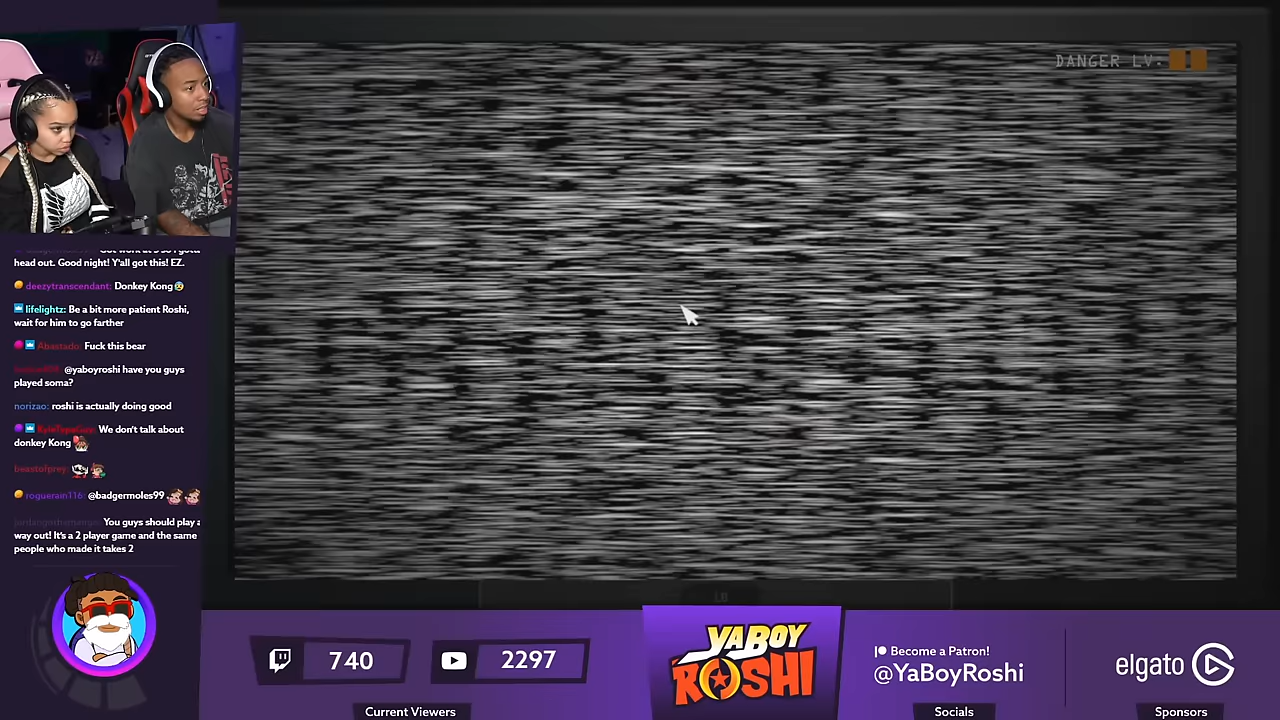 DANGER LV:
head out. Good night! Y'all got this! EZ.
deezytranscendant: Donkey Kong
lifelightz: Be a bit more patient Roshi,
wait for him to go farther
Abastado: Fuck this bear
@yaboyroshi have you guys
played soma?
norizao: roshi is actually doing good
We don't talk about
donkey Kong
beastofprey:
roguerain116: @badgermoles99
You guys should play a
way out! It's a 2 player game and the same
people who made it takes 2
740
2297
Current Viewers
YABOY
ROSHI
Become a Patron!
@YaBoyRoshi
Socials
elgato
Sponsors